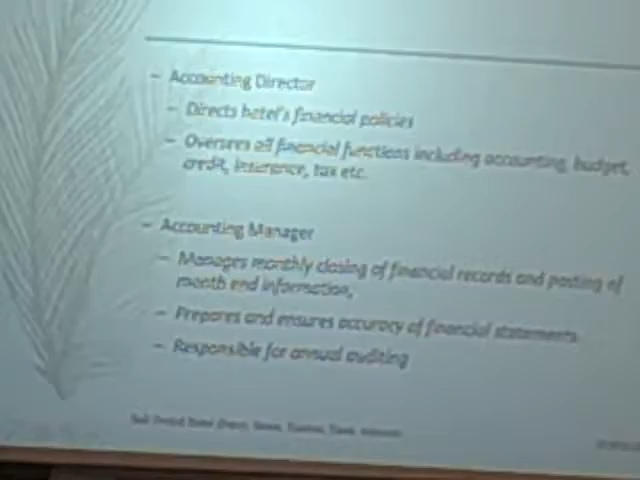 – Accounting Director
– Directs hotel's financial policies
– Oversees all financial functions including accounting, budget,
credit, insurance, tax etc.
– Accounting Manager
– Manages monthly closing of financial records and posting of
month end information,
– Prepares and ensures accuracy of financial statements
– Responsible for annual auditing